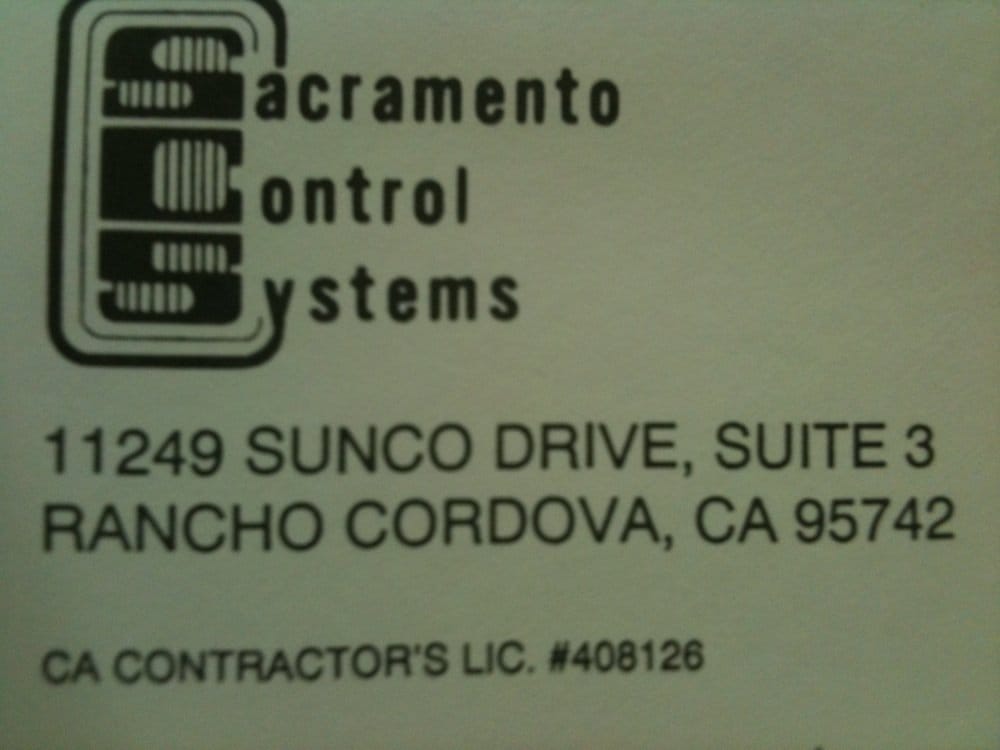 Sacramento
Control
Systems
11249 SUNCO DRIVE, SUITE 3
RANCHO CORDOVA, CA 95742
CA CONTRACTOR'S LIC. #408126